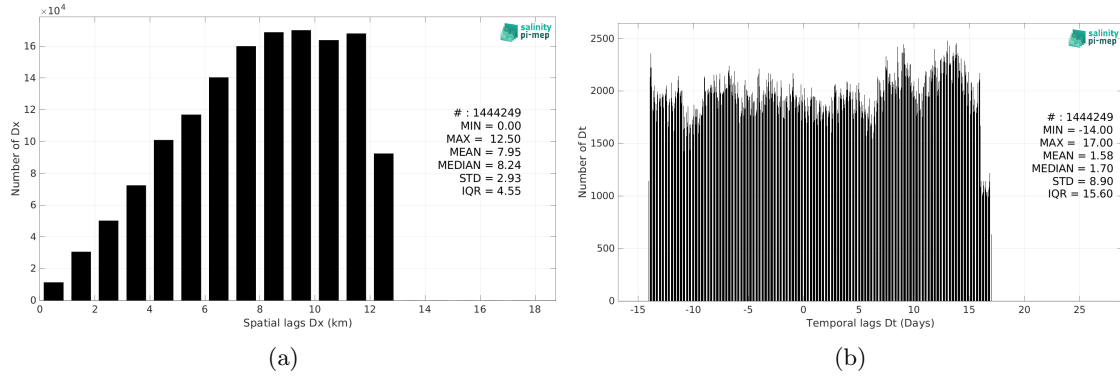 ×10⁴
16
14
12
10
8
6
4
2
0
Number of Dx
0 2 4 6 8 10 12 14 16 18
Spatial lags Dx (km)
salinity
pi-mep
# : 1444249
MIN = 0.00
MAX = 12.50
MEAN = 7.95
MEDIAN = 8.24
STD = 2.93
IQR = 4.55
(a)
2500
2000
1500
1000
500
0
Number of Dt
-15 -10 -5 0 5 10 15 20 25
Temporal lags Dt (Days)
salinity
pi-mep
# : 1444249
MIN = -14.00
MAX = 17.00
MEAN = 1.58
MEDIAN = 1.70
STD = 8.90
IQR = 15.60
(b)